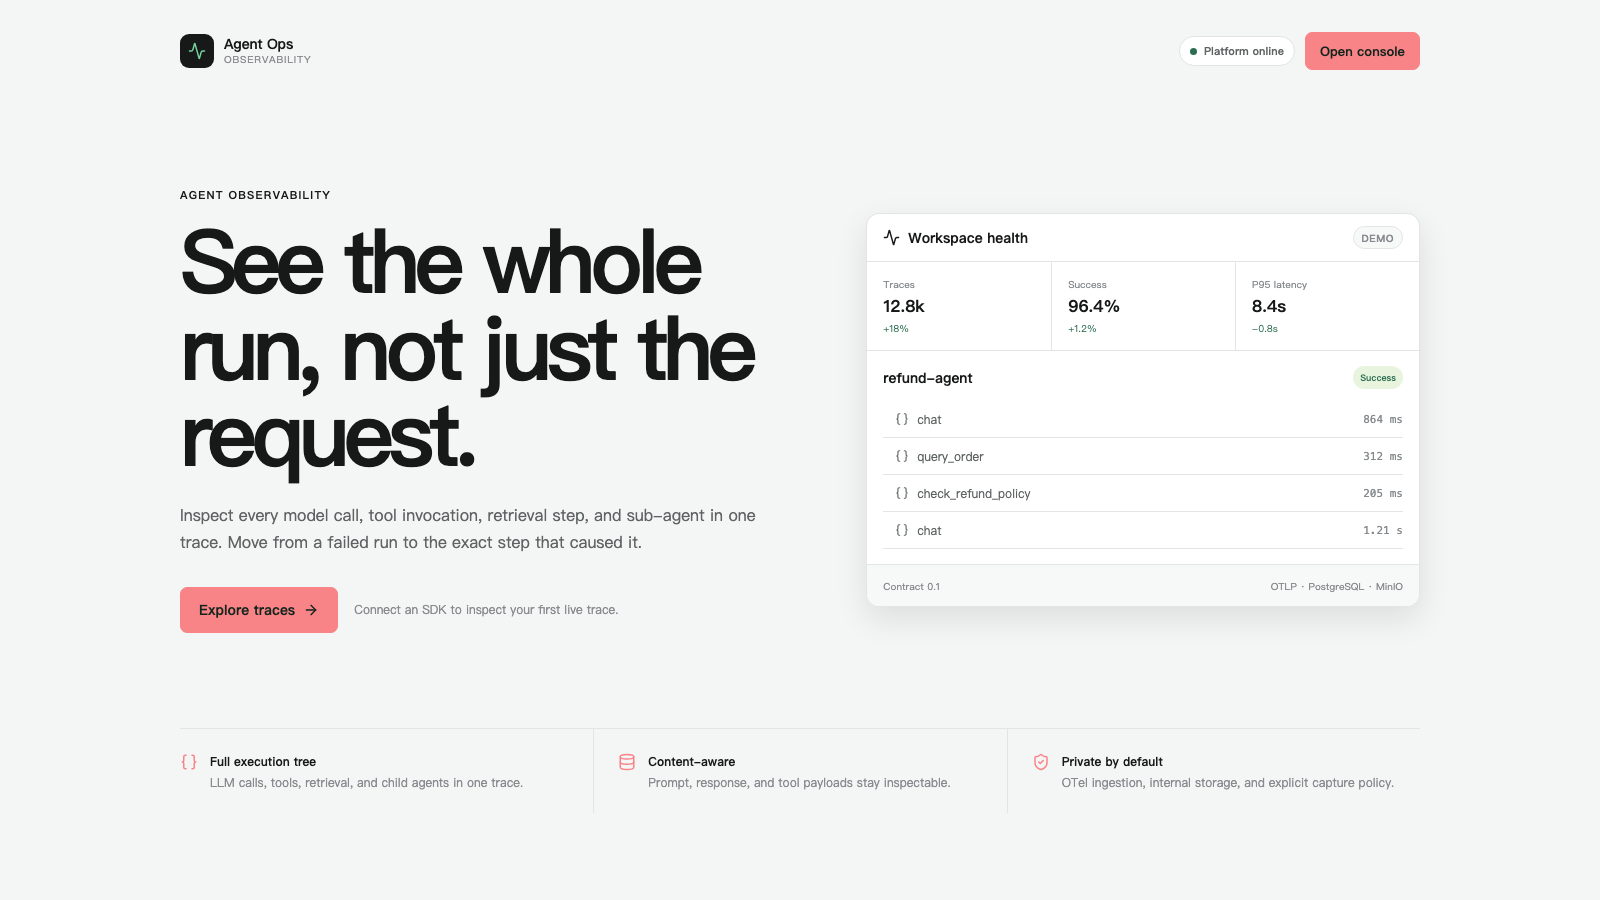 Agent Ops
OBSERVABILITY
Platform online
Open console
AGENT OBSERVABILITY
See the whole
run, not just the
request.
Inspect every model call, tool invocation, retrieval step, and sub-agent in one
trace. Move from a failed run to the exact step that caused it.
Explore traces →
Connect an SDK to inspect your first live trace.
Workspace health
DEMO
Traces
12.8k
+18%
Success
96.4%
+1.2%
P95 latency
8.4s
-0.8s
refund-agent
Success
{} chat 864 ms
{} query_order 312 ms
{} check_refund_policy 205 ms
{} chat 1.21 s
Contract 0.1
OTLP · PostgreSQL · MinIO
{} Full execution tree
LLM calls, tools, retrieval, and child agents in one trace.
Content-aware
Prompt, response, and tool payloads stay inspectable.
Private by default
OTel ingestion, internal storage, and explicit capture policy.